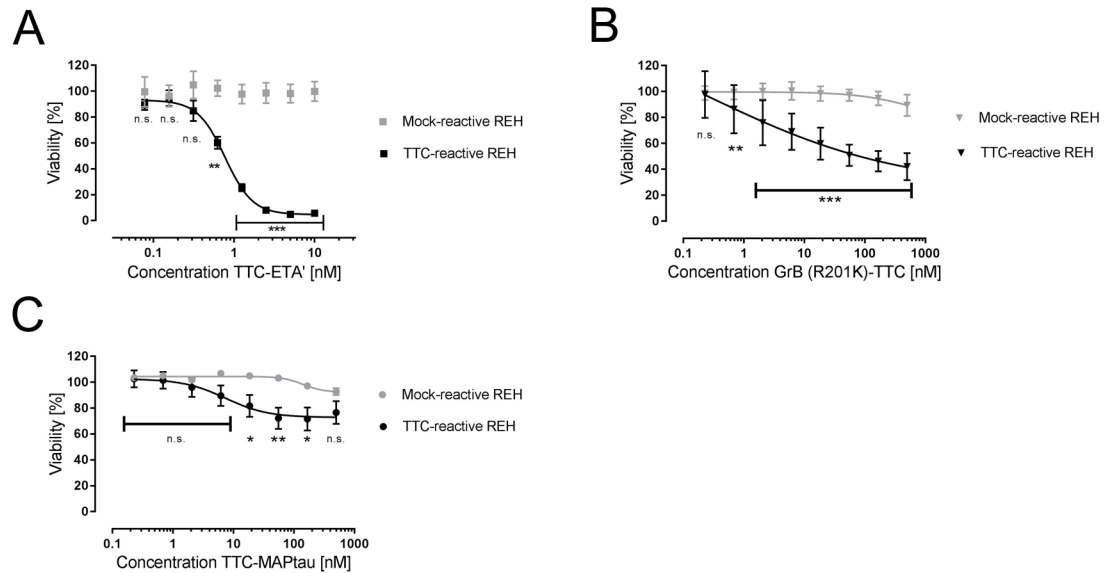 A
120
100
80
60
40
20
0
Viability [%]
n.s.
n.s.
n.s.
**
***
0.1
1
10
Concentration TTC-ETA' [nM]
Mock-reactive REH
TTC-reactive REH
B
120
100
80
60
40
20
0
Viability [%]
n.s.
**
***
0.1
1
10
100
1000
Concentration GrB (R201K)-TTC [nM]
Mock-reactive REH
TTC-reactive REH
C
120
100
80
60
40
20
0
Viability [%]
n.s.
*
**
*
n.s.
0.1
1
10
100
1000
Concentration TTC-MAPtau [nM]
Mock-reactive REH
TTC-reactive REH